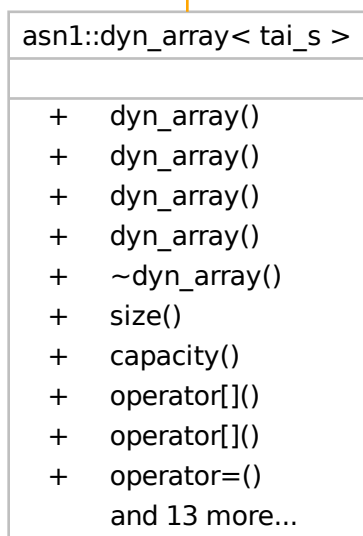 asn1::dyn_array< tai_s >
+ dyn_array()
+ dyn_array()
+ dyn_array()
+ dyn_array()
+ ~dyn_array()
+ size()
+ capacity()
+ operator[]()
+ operator[]()
+ operator=()
and 13 more...